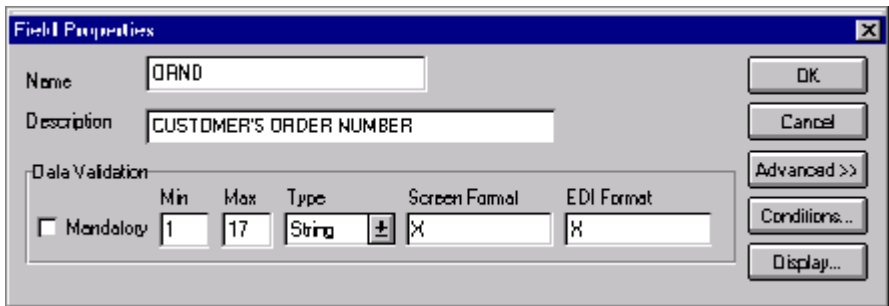 Field Properties
Name
ORNO
OK
Description
CUSTOMER'S ORDER NUMBER
Cancel
Data Validation
Advanced >>
Min Max Type Screen Format EDI Format
Mandatory 1 17 String X X
Conditions...
Display...